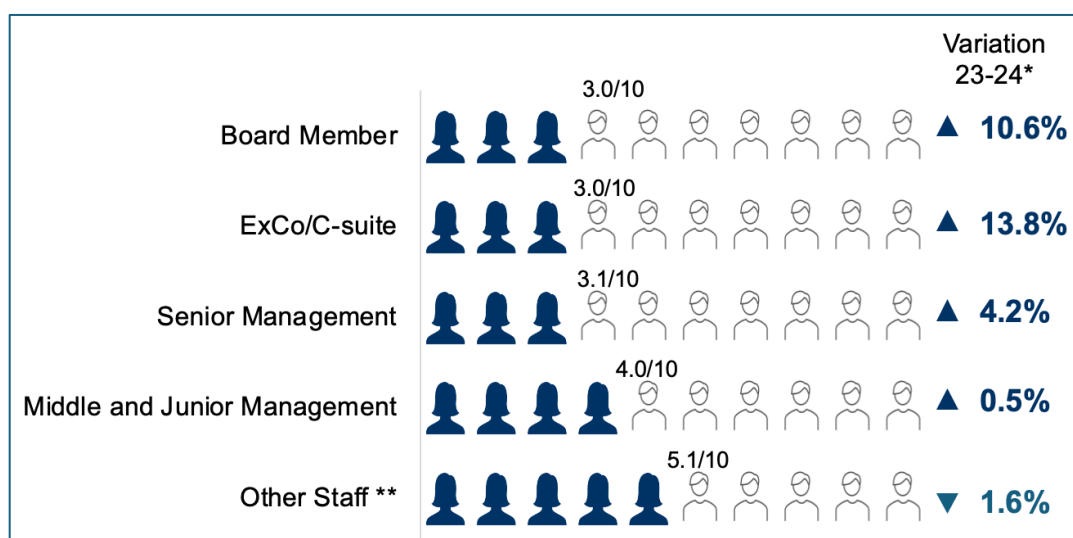 Variation
23-24*
3.0/10
Board Member
▲ 10.6%
3.0/10
ExCo/C-suite
▲ 13.8%
3.1/10
Senior Management
▲ 4.2%
4.0/10
Middle and Junior Management
▲ 0.5%
5.1/10
Other Staff **
▼ 1.6%